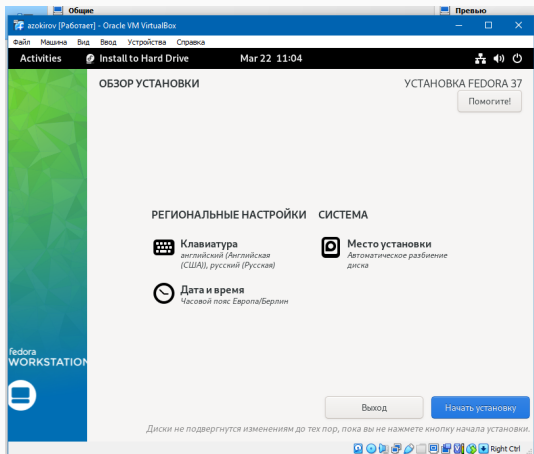 Общие
Превью
azokirov [Работает] - Oracle VM VirtualBox
Файл Машина Вид Ввод Устройства Справка
Activities Install to Hard Drive Mar 22 11:04
ОБЗОР УСТАНОВКИ
УСТАНОВКА FEDORA 37
Помогите!
РЕГИОНАЛЬНЫЕ НАСТРОЙКИ
СИСТЕМА
Клавиатура
английский (Английская
(США)), русский (Русская)
Место установки
Автоматическое разбиение
диска
Дата и время
Часовой пояс Европа/Берлин
fedora
WORKSTATION
Выход
Начать установку
Диски не подвергнутся изменениям до тех пор, пока вы не нажмете кнопку начала установки.
Right Ctrl